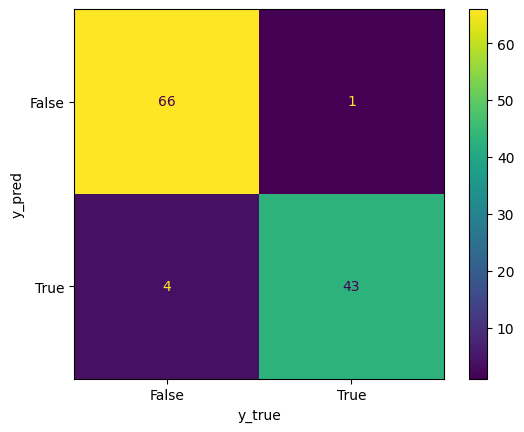 False 66 1
True 4 43
False True
y_true
y_pred
60
50
40
30
20
10